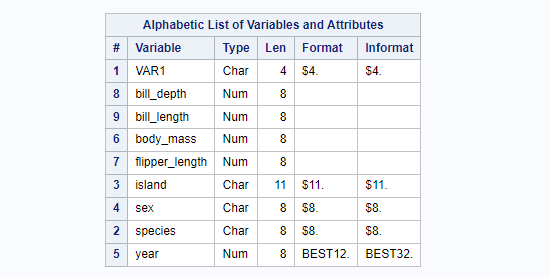 Alphabetic List of Variables and Attributes
# Variable Type Len Format Informat
1 VAR1 Char 4 $4. $4.
8 bill_depth Num 8
9 bill_length Num 8
6 body_mass Num 8
7 flipper_length Num 8
3 island Char 11 $11. $11.
4 sex Char 8 $8. $8.
2 species Char 8 $8. $8.
5 year Num 8 BEST12. BEST32.